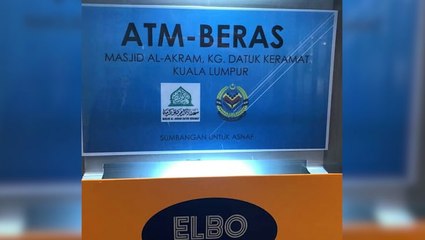 ATM-BERAS
MASJID AL-AKRAM, KG. DATUK KERAMAT
KUALA LUMPUR
SUMBANGAN UNTUK ASNAF
ELBO